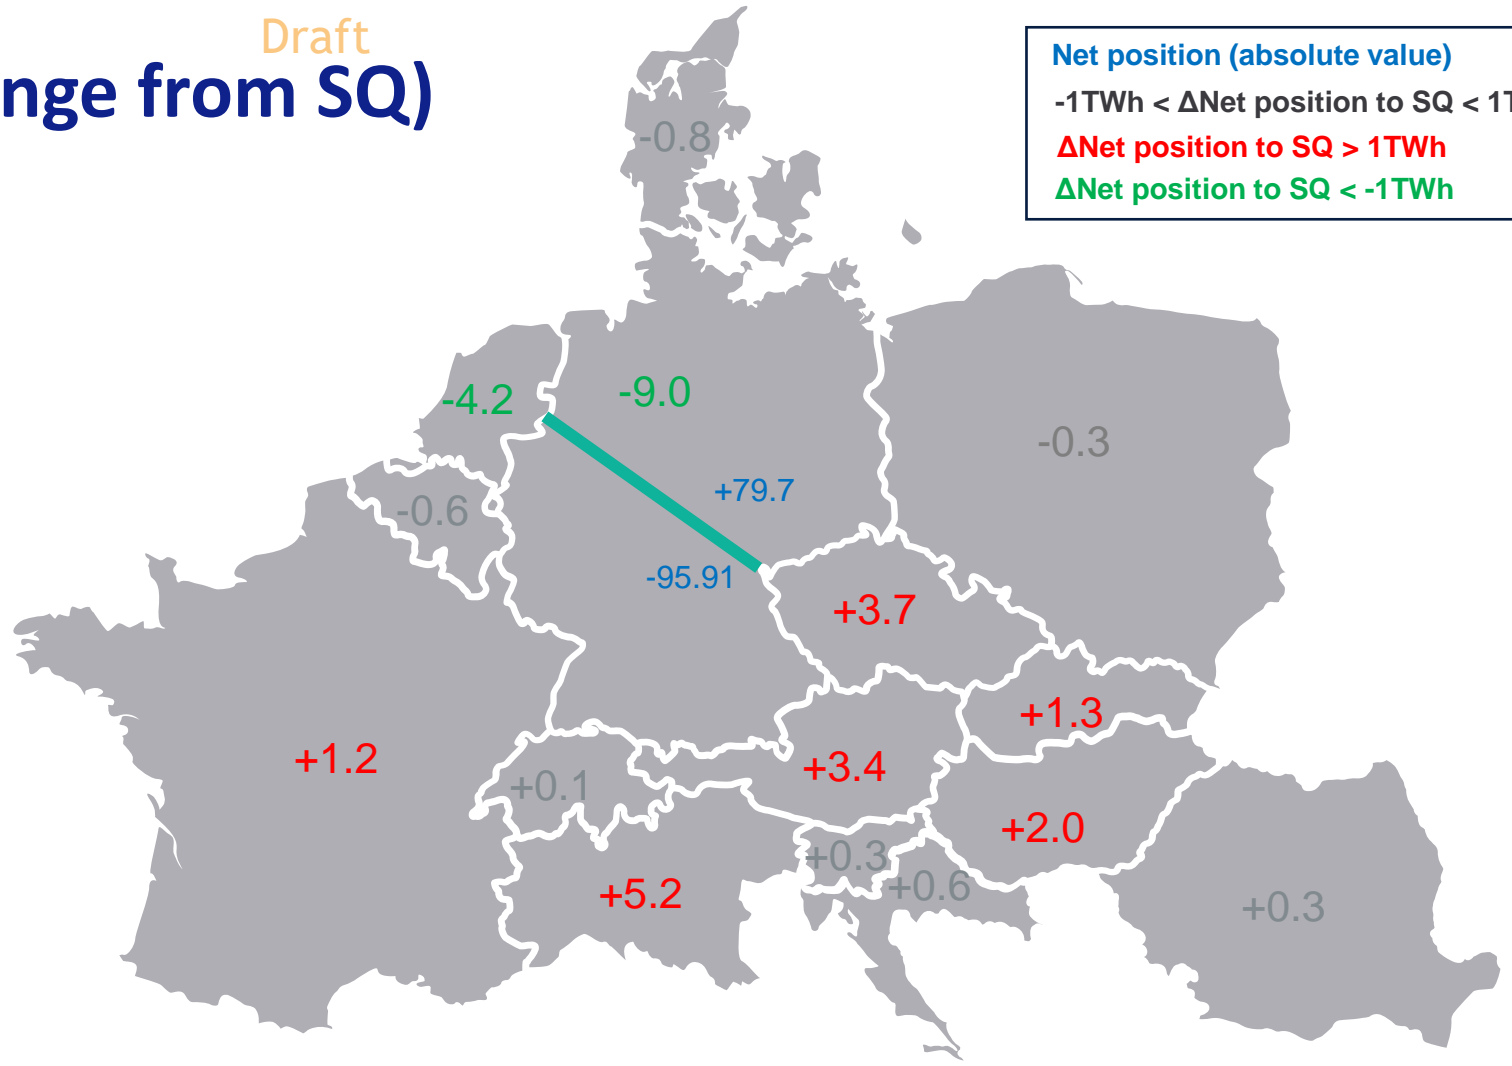 Draft
nge from SQ)
Net position (absolute value)
-1TWh < ΔNet position to SQ < 1T
ΔNet position to SQ > 1TWh
ΔNet position to SQ < -1TWh
-0.8
-4.2
-9.0
-0.3
+79.7
-0.6
-95.91
+3.7
+1.3
+1.2
+3.4
+0.1
+2.0
+0.3
+0.6
+5.2
+0.3